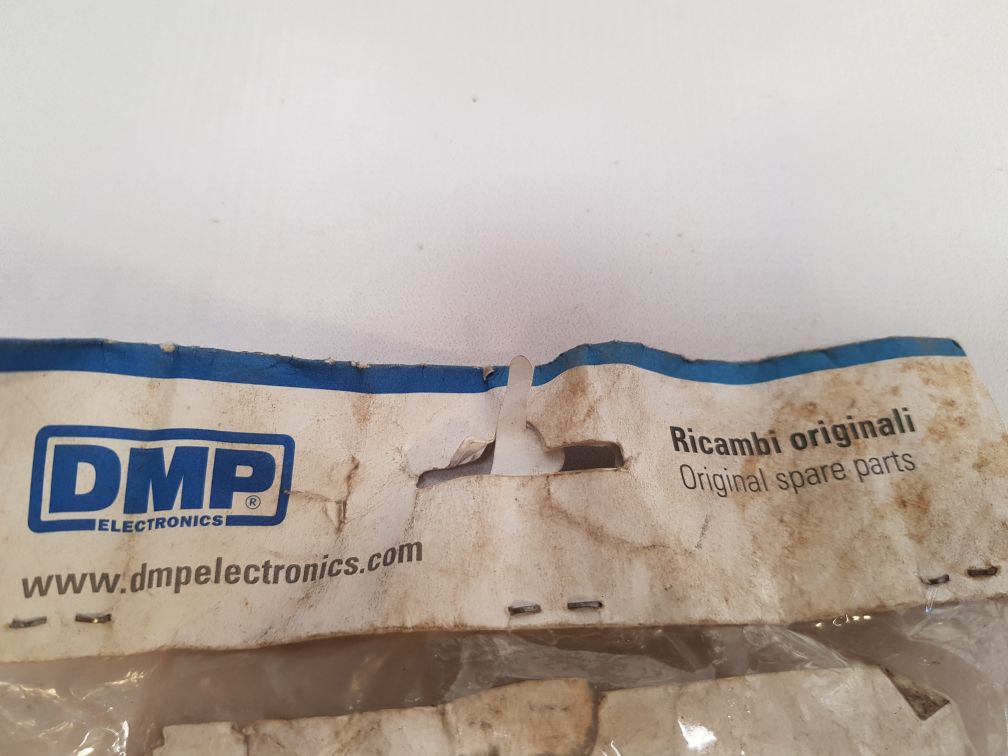 DMP®
ELECTRONICS
www.dmpelectronics.com
Ricambi originali
Original spare parts